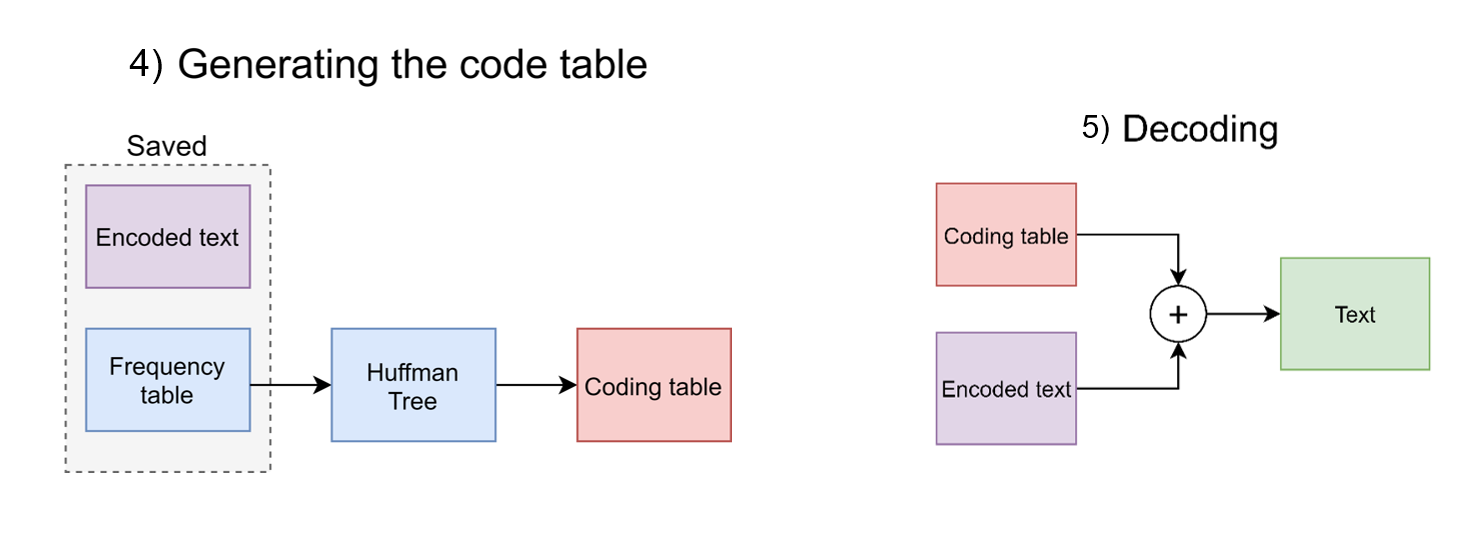 4) Generating the code table
Saved
Encoded text
Frequency
table
Huffman
Tree
Coding table
5) Decoding
Coding table
Encoded text
+
Text